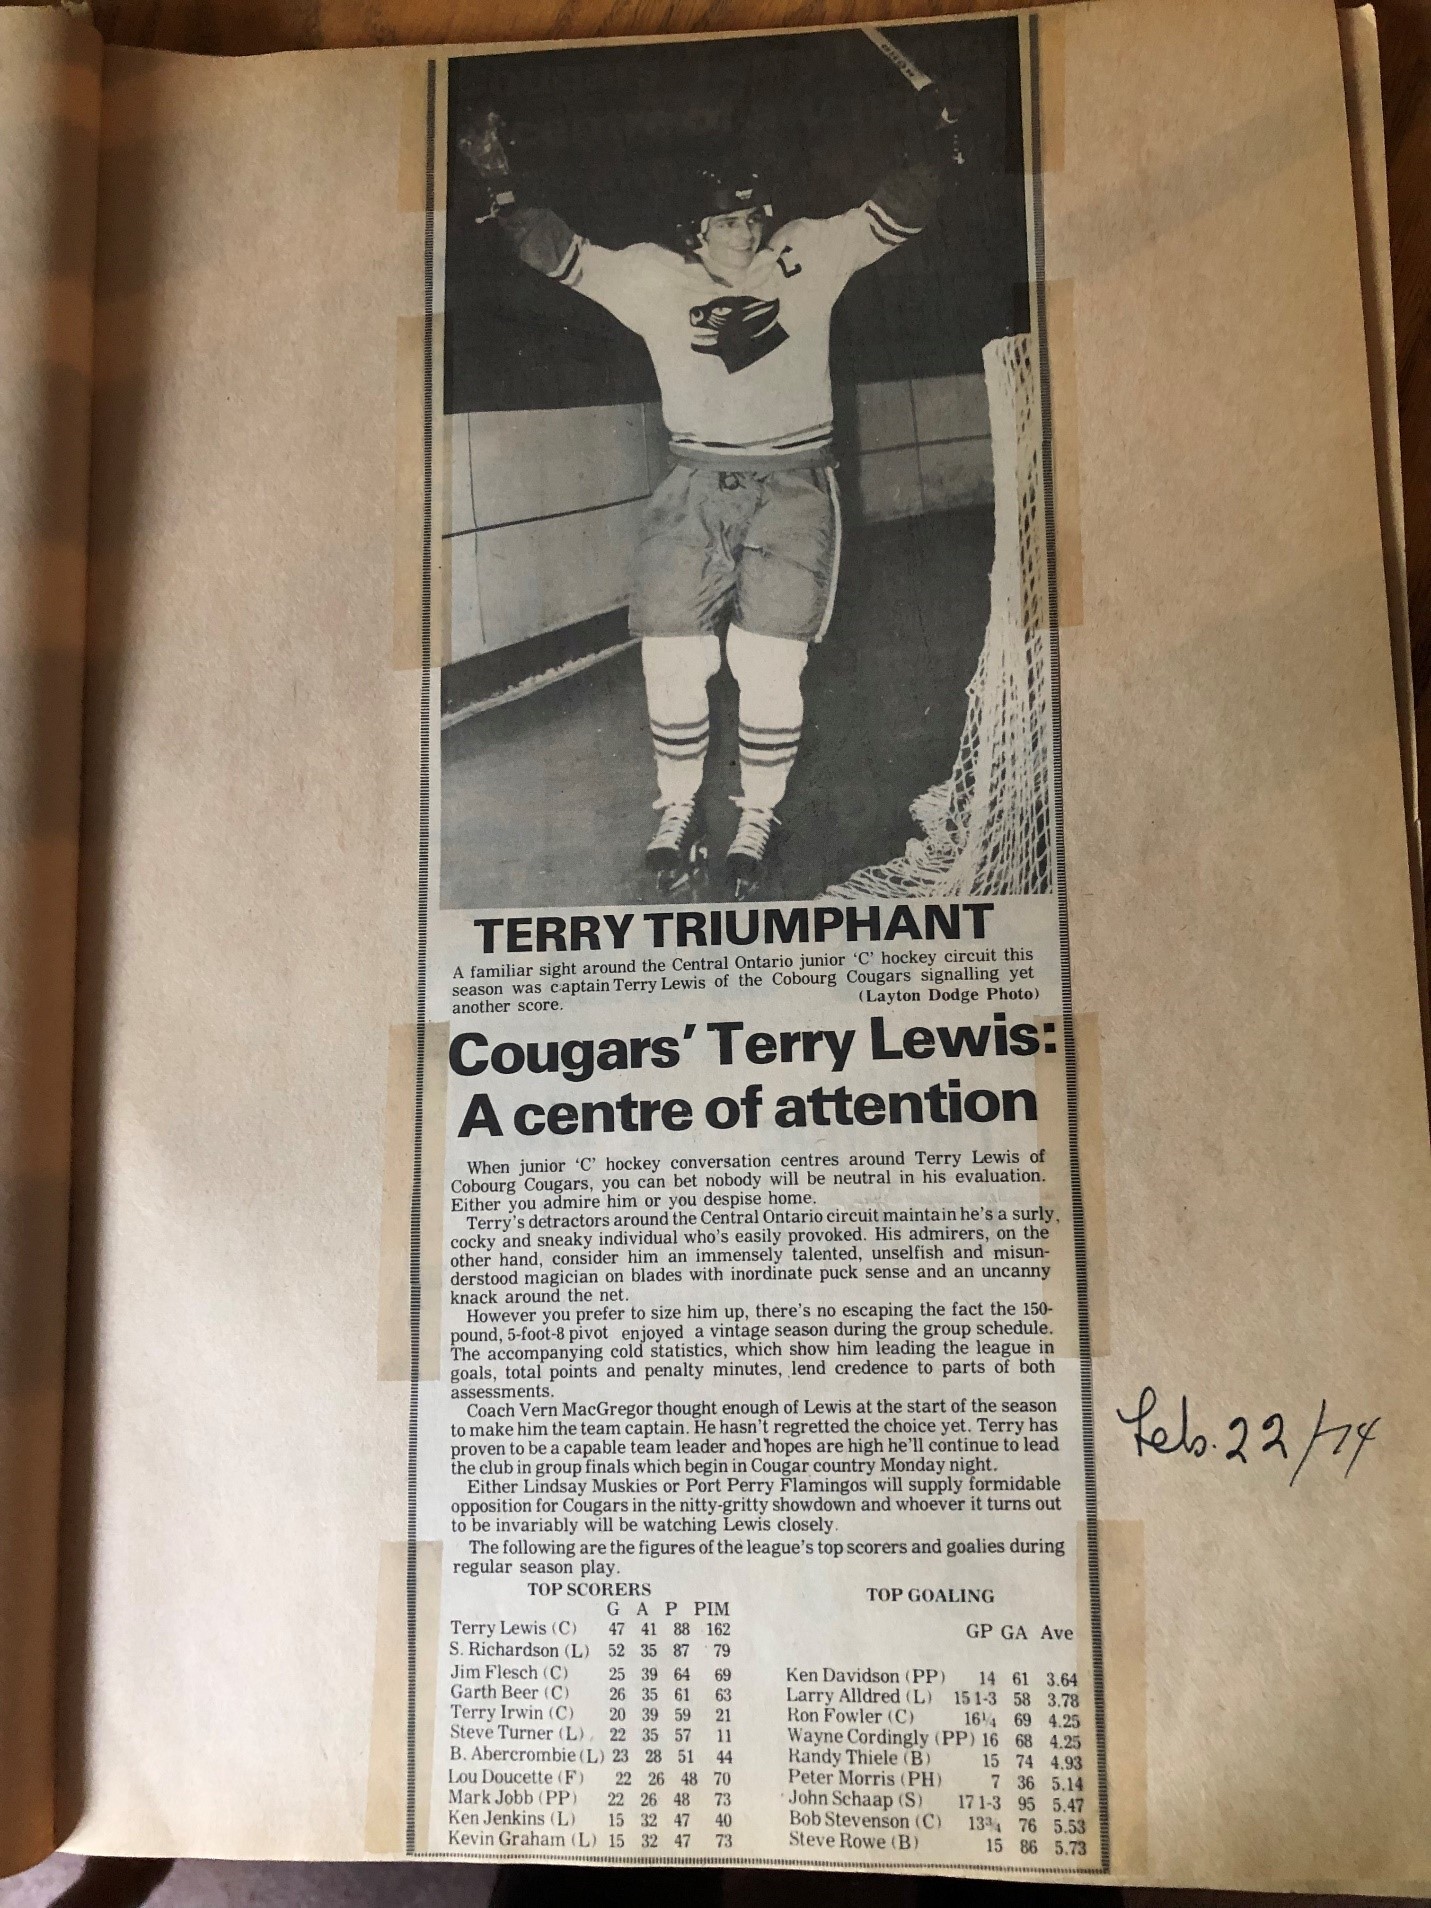 C
TERRY TRIUMPHANT
A familiar sight around the Central Ontario junior 'C' hockey circuit this
season was captain Terry Lewis of the Cobourg Cougars signalling yet
another score. (Layton Dodge Photo)
Cougars' Terry Lewis:
A centre of attention
When junior 'C' hockey conversation centres around Terry Lewis of
Cobourg Cougars, you can bet nobody will be neutral in his evaluation.
Either you admire him or you despise home.
Terry's detractors around the Central Ontario circuit maintain he's a surly,
cocky and sneaky individual who's easily provoked. His admirers, on the
other hand, consider him an immensely talented, unselfish and misun-
derstood magician on blades with inordinate puck sense and an uncanny
knack around the net.
However you prefer to size him up, there's no escaping the fact the 150-
pound, 5-foot-8 pivot enjoyed a vintage season during the group schedule.
The accompanying cold statistics, which show him leading the league in
goals, total points and penalty minutes, lend credence to parts of both
assessments.
Coach Vern MacGregor thought enough of Lewis at the start of the season
to make him the team captain. He hasn't regretted the choice yet. Terry has
proven to be a capable team leader and hopes are high he'll continue to lead
the club in group finals which begin in Cougar country Monday night.
Either Lindsay Muskies or Port Perry Flamingos will supply formidable
opposition for Cougars in the nitty-gritty showdown and whoever it turns out
to be invariably will be watching Lewis closely.
The following are the figures of the league's top scorers and goalies during
regular season play.
TOP SCORERS
G A P PIM
Terry Lewis (C) 47 41 88 162
S. Richardson (L) 52 35 87 79
Jim Flesch (C) 25 39 64 69
Garth Beer (C) 26 35 61 63
Terry Irwin (C) 20 39 59 21
Steve Turner (L) 22 35 57 11
B. Abercrombie (L) 23 28 51 44
Lou Doucette (F) 22 26 48 70
Mark Jobb (PP) 22 26 48 73
Ken Jenkins (L) 15 32 47 40
Kevin Graham (L) 15 32 47 73
TOP GOALING
GP GA Ave
Ken Davidson (PP) 14 61 3.64
Larry Alldred (L) 15 1-3 58 3.78
Ron Fowler (C) 16¼ 69 4.25
Wayne Cordingly (PP) 16 68 4.25
Randy Thiele (B) 15 74 4.93
Peter Morris (PH) 7 36 5.14
John Schaap (S) 17 1-3 95 5.47
Bob Stevenson (C) 13¾ 76 5.53
Steve Rowe (B) 15 86 5.73
Feb. 22/74